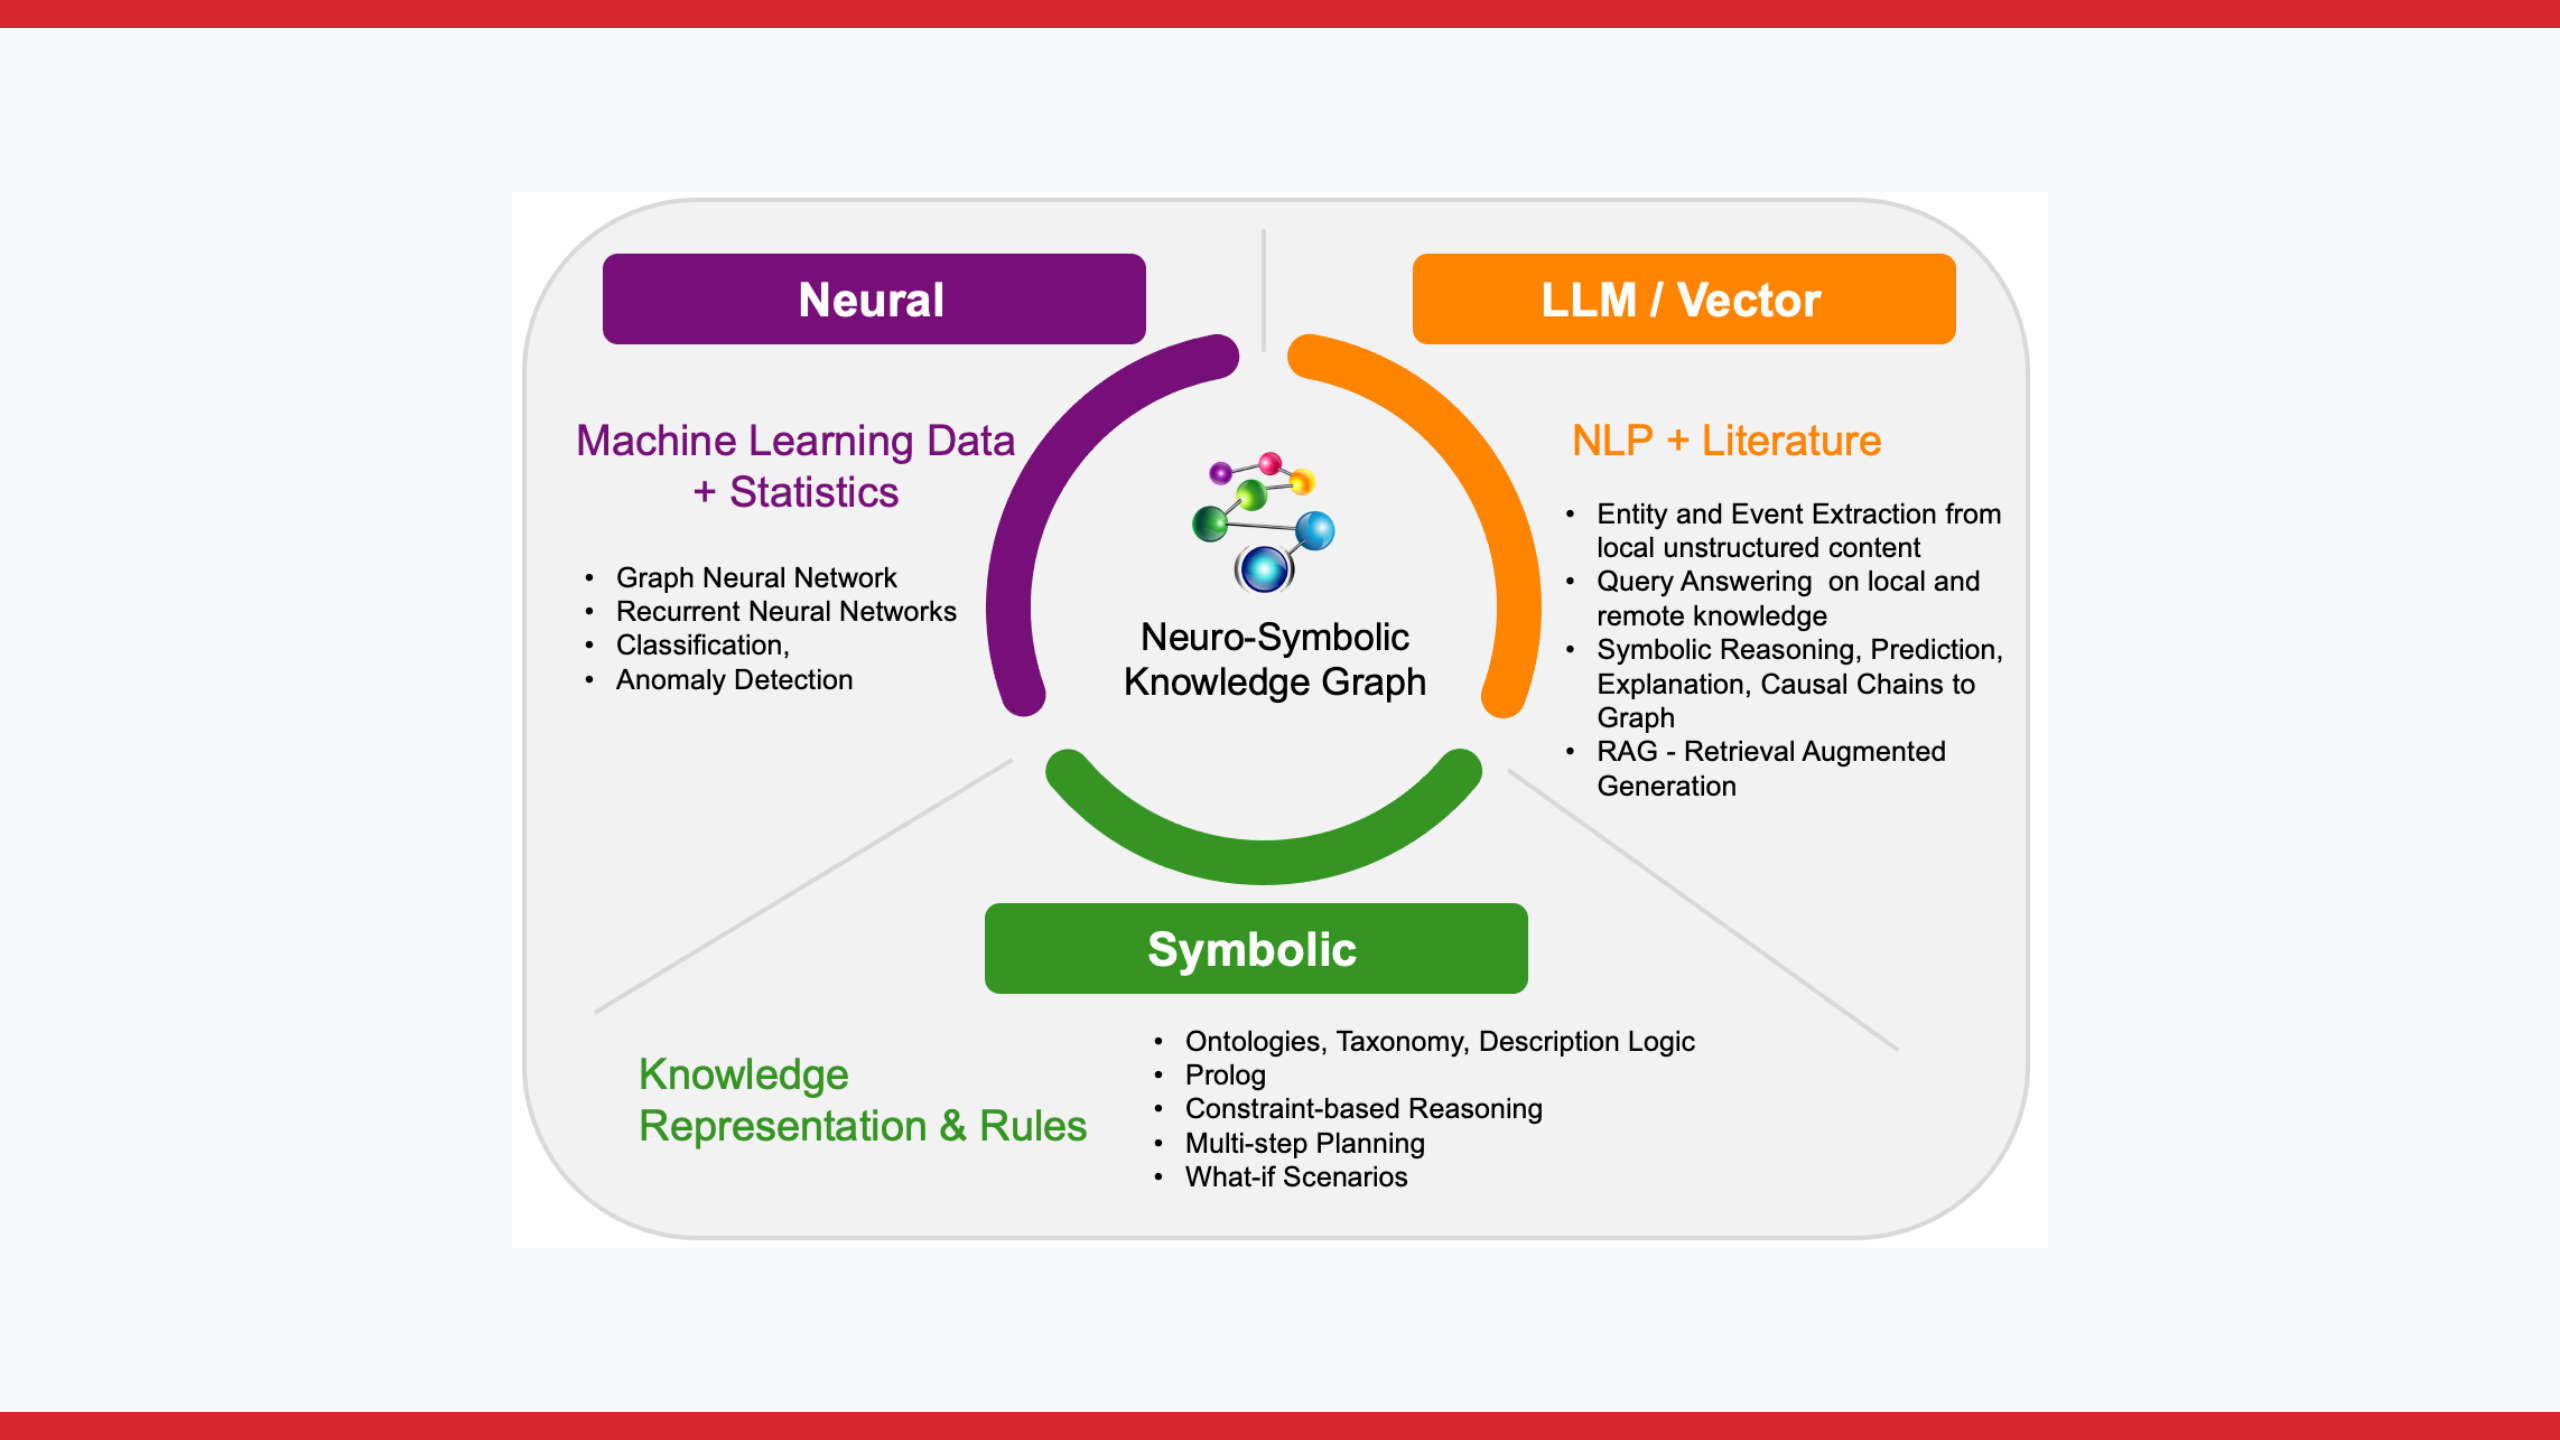 Neural
Machine Learning Data
+ Statistics
• Graph Neural Network
• Recurrent Neural Networks
• Classification,
• Anomaly Detection
LLM / Vector
NLP + Literature
• Entity and Event Extraction from
local unstructured content
• Query Answering  on local and
remote knowledge
• Symbolic Reasoning, Prediction,
Explanation, Causal Chains to
Graph
• RAG - Retrieval Augmented
Generation
Neuro-Symbolic
Knowledge Graph
Symbolic
Knowledge
Representation & Rules
• Ontologies, Taxonomy, Description Logic
• Prolog
• Constraint-based Reasoning
• Multi-step Planning
• What-if Scenarios